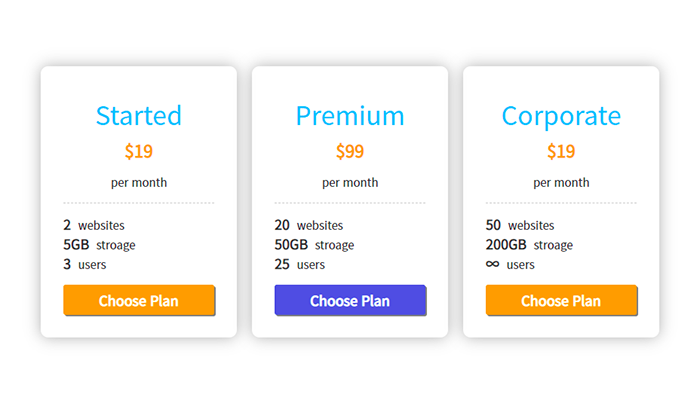 Started
$19
per month
2 websites
5GB stroage
3 users
Choose Plan
Premium
$99
per month
20 websites
50GB stroage
25 users
Choose Plan
Corporate
$19
per month
50 websites
200GB stroage
∞ users
Choose Plan